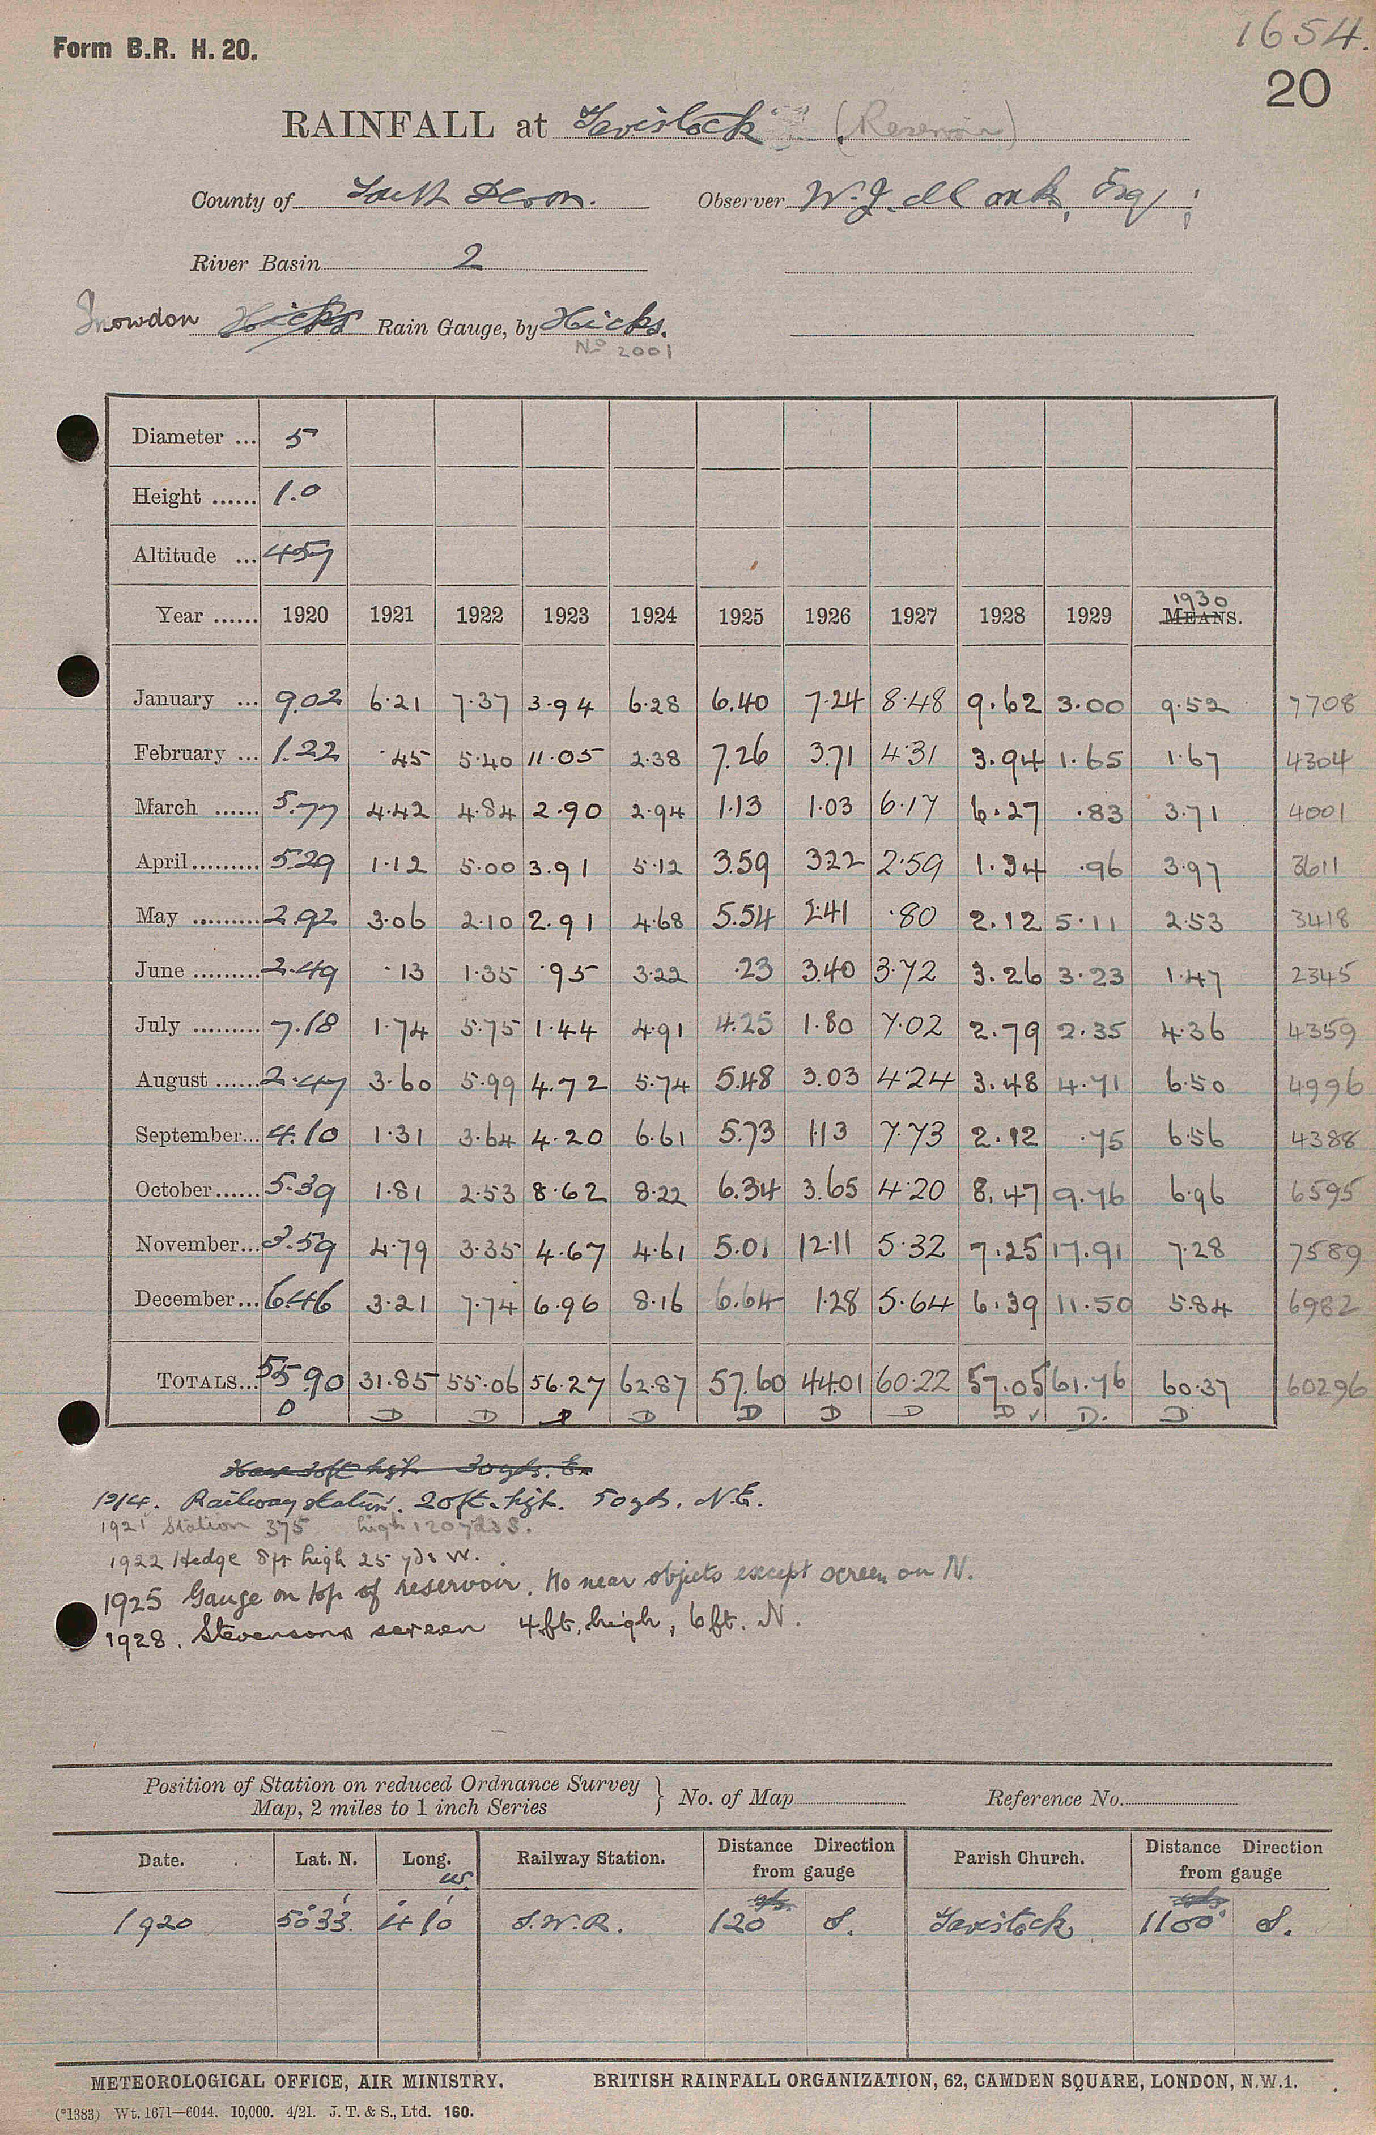 1654.
Form B.R. H. 20.
20
RAINFALL at Tavistock (Reservoir)
County of South Devon. Observer W. J. Monk, Esq;
River Basin 2
Snowdon Hicks Rain Gauge, by Hicks.
No 2001
Diameter ... 5
Height ...... 1.0
Altitude ... 457
1930
Year ...... 1920 1921 1922 1923 1924 1925 1926 1927 1928 1929 MEANS.
January ... 9.02 6.21 7.37 3.94 6.28 6.40 7.24 8.48 9.62 3.00 9.52 7708
February ... 1.22 .45 5.40 11.05 2.38 7.26 3.71 4.31 3.94 1.65 1.67 4304
March ...... 5.77 4.42 4.84 2.90 2.94 1.13 1.03 6.17 6.27 .83 3.71 4001
April ......... 5.29 1.12 5.00 3.91 5.12 3.59 3.22 2.59 1.34 .96 3.97 3611
May ......... 2.92 3.06 2.10 2.91 4.68 5.54 2.41 .80 2.12 5.11 2.53 3418
June ......... 2.49 .13 1.35 .95 3.22 .23 3.40 3.72 3.26 3.23 1.47 2345
July ......... 7.18 1.74 5.75 1.44 4.91 4.25 1.80 7.02 2.79 2.35 4.36 4359
August ...... 2.47 3.60 5.99 4.72 5.74 5.48 3.03 4.24 3.48 4.71 6.50 4996
September... 4.10 1.31 3.64 4.20 6.61 5.73 1.13 7.73 2.12 .75 6.56 4388
October...... 5.39 1.81 2.53 8.62 8.22 6.34 3.65 4.20 8.47 9.76 6.96 6595
November... 3.59 4.79 3.35 4.67 4.61 5.01 12.11 5.32 7.25 17.91 7.28 7589
December... 6.46 3.21 7.74 6.96 8.16 6.64 1.28 5.64 6.39 11.50 5.84 6982
TOTALS... 55.90 31.85 55.06 56.27 62.87 57.60 44.01 60.22 57.05 61.76 60.37 60296
D D D D D D D D D ✓ D. D
1914. Railway station. 20ft. high. 50 yds. N.E.
1921 Station 375 high 120 yds S.
1922 Hedge 8ft high 25 yds W.
1925 Gauge on top of reservoir. No near objects except screen on N.
1928. Stevensons screen 4ft. high, 6ft. N.
Position of Station on reduced Ordnance Survey Map, 2 miles to 1 inch Series } No. of Map Reference No.
Date. Lat. N. Long. W. Railway Station. Distance Direction from gauge Parish Church. Distance Direction from gauge
1920 50° 33' 4° 10' S.W.R. 120 S. Tavistock 1100 S.
METEOROLOGICAL OFFICE, AIR MINISTRY. BRITISH RAINFALL ORGANIZATION, 62, CAMDEN SQUARE, LONDON, N.W.1.
(*1383) Wt. 1671—6044. 10,000. 4/21. J. T. & S., Ltd. 160.